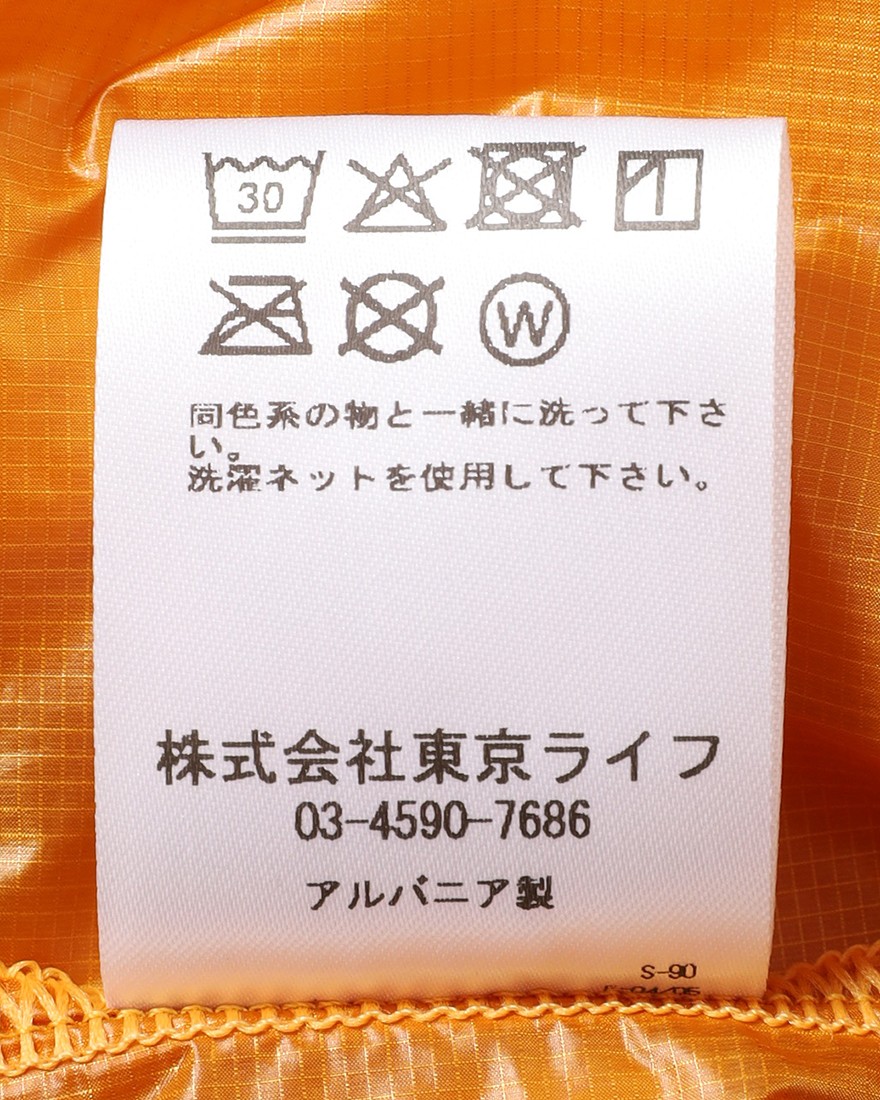 30
W
同色系の物と一緒に洗って下さ
い。
洗濯ネットを使用して下さい。
株式会社東京ライフ
03-4590-7686
アルバニア製
S-90